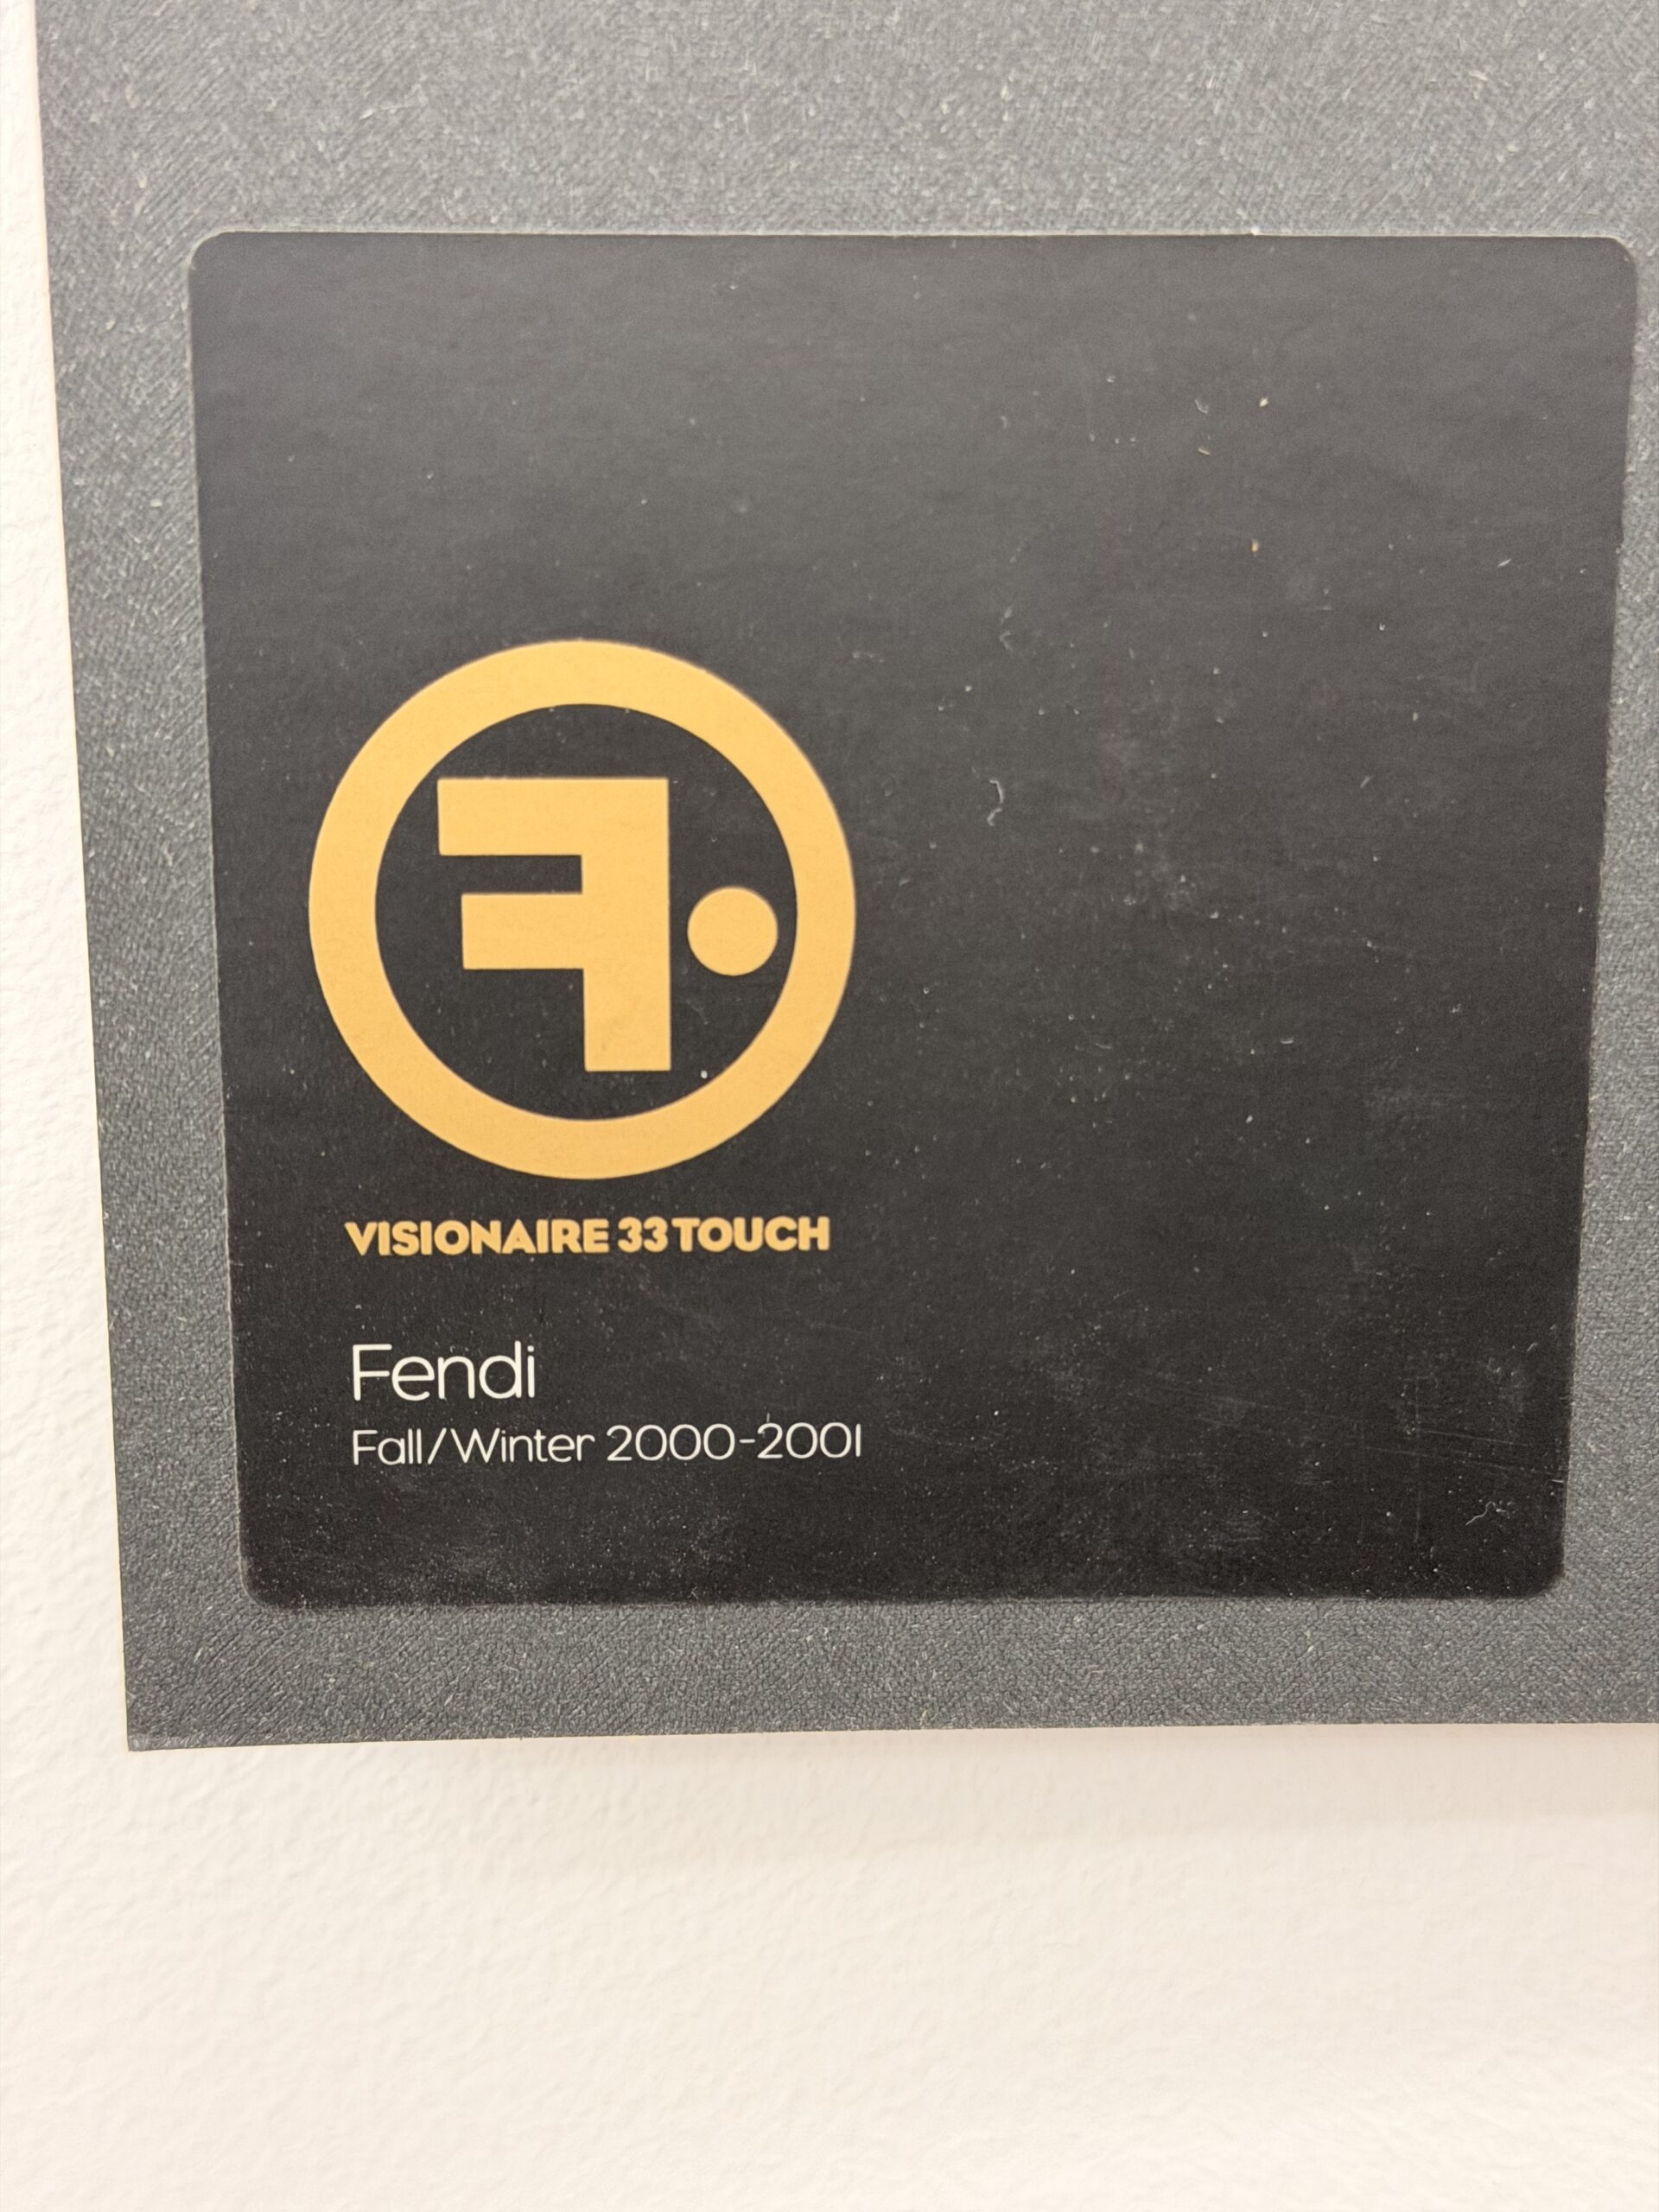 VISIONAIRE 33 TOUCH
Fendi
Fall/Winter 2000-2001